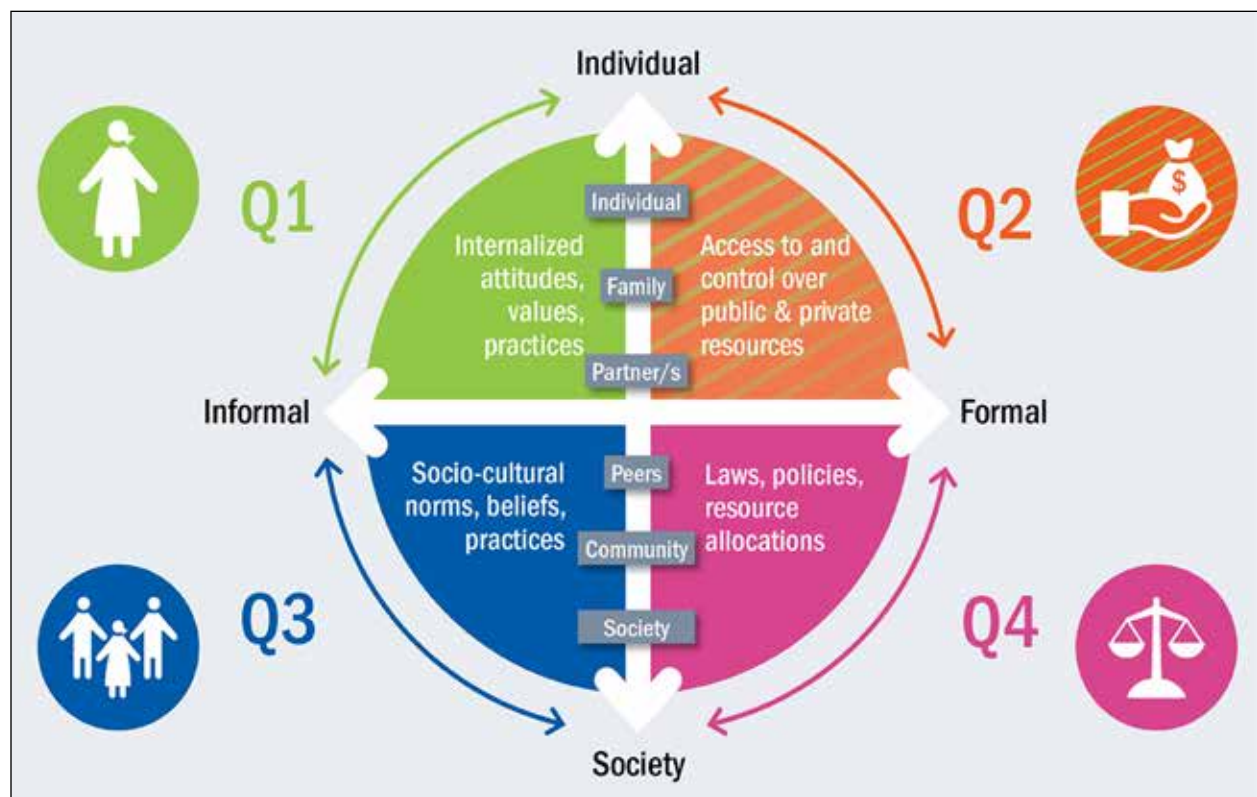 Individual
Q1
Q2
Individual
Internalized
attitudes,
values,
practices
Family
Access to and
control over
public & private
resources
Partner/s
Informal
Formal
Socio-cultural
norms, beliefs,
practices
Peers
Laws, policies,
resource
allocations
Community
Q3
Society
Q4
Society
$